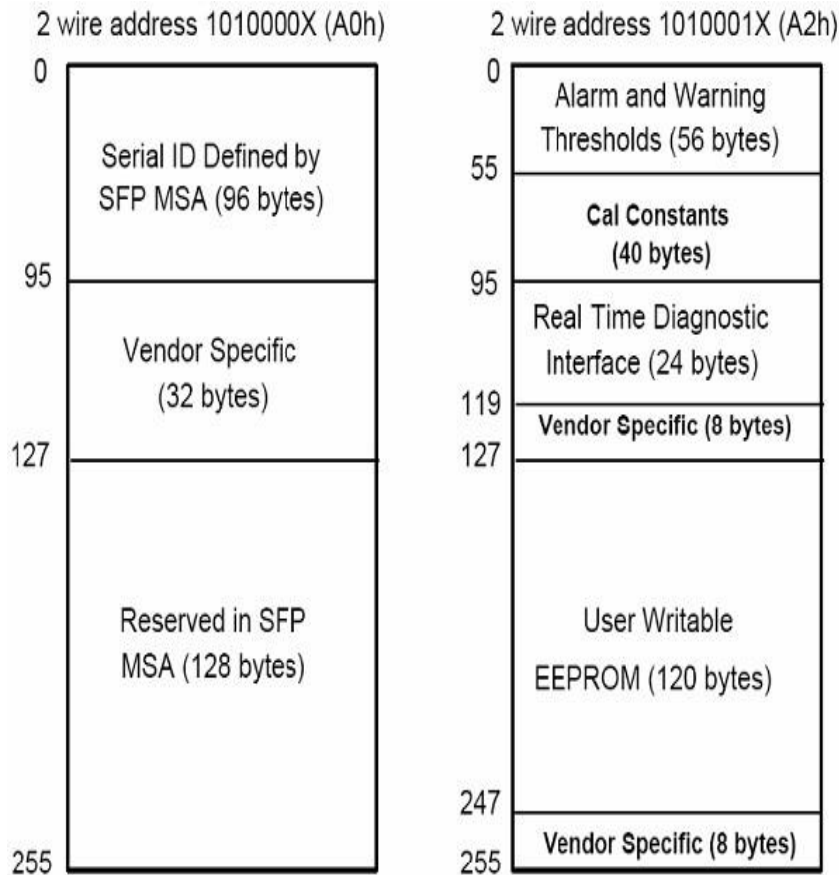 2 wire address 1010000X (A0h)
0
Serial ID Defined by
SFP MSA (96 bytes)
95
Vendor Specific
(32 bytes)
127
Reserved in SFP
MSA (128 bytes)
255
2 wire address 1010001X (A2h)
0
Alarm and Warning
Thresholds (56 bytes)
55
Cal Constants
(40 bytes)
95
Real Time Diagnostic
Interface (24 bytes)
119
Vendor Specific (8 bytes)
127
User Writable
EEPROM (120 bytes)
247
Vendor Specific (8 bytes)
255